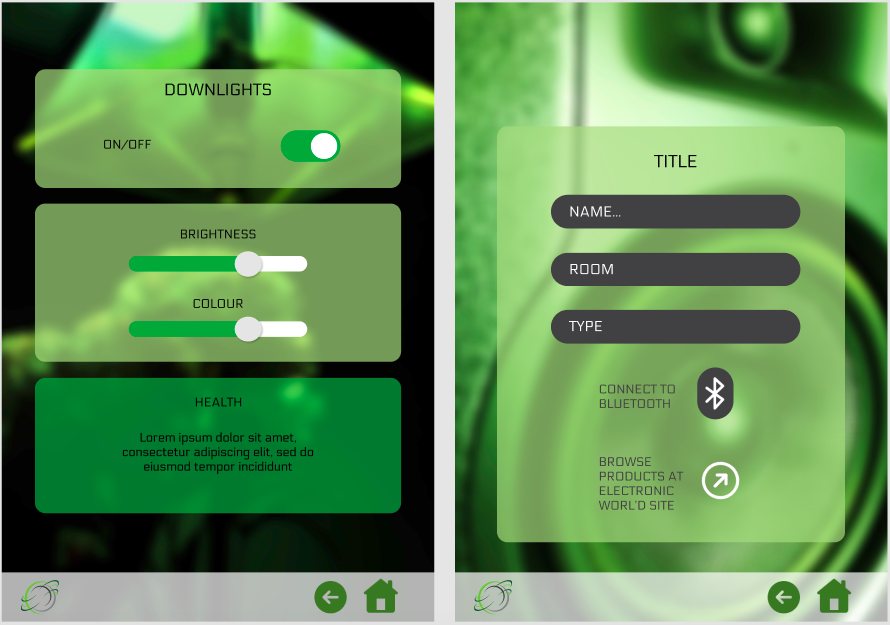 DOWNLIGHTS
ON/OFF
BRIGHTNESS
COLOUR
HEALTH
Lorem ipsum dolor sit amet,
consectetur adipiscing elit, sed do
eiusmod tempor incididunt
TITLE
NAME...
ROOM
TYPE
CONNECT TO
BLUETOOTH
BROWSE
PRODUCTS AT
ELECTRONIC
WORL'D SITE